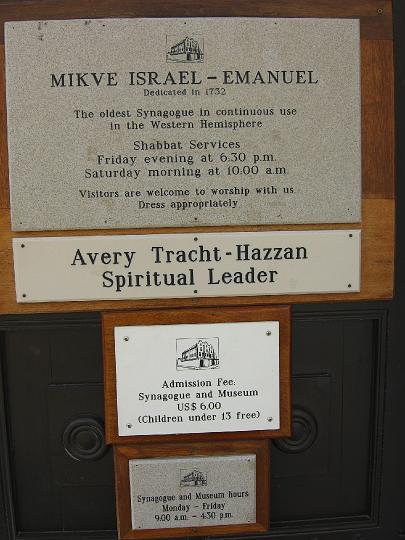 MIKVE ISRAEL – EMANUEL
Dedicated in 1732
The oldest Synagogue in continuous use
in the Western Hemisphere
Shabbat Services
Friday evening at 6:30 p.m.
Saturday morning at 10:00 a.m.
Visitors are welcome to worship with us.
Dress appropriately
Avery Tracht-Hazzan
Spiritual Leader
Admission Fee:
Synagogue and Museum
US$ 6.00
(Children under 13 free)
Synagogue and Museum hours
Monday – Friday
9:00 a.m. – 4:30 p.m.